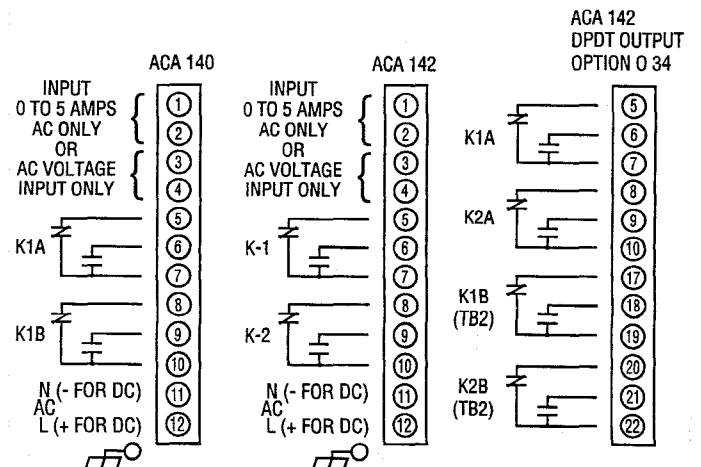 ACA 140
INPUT
0 TO 5 AMPS
AC ONLY
OR
AC VOLTAGE
INPUT ONLY
K1A
K1B
N (- FOR DC)
AC
L (+ FOR DC)
1
2
3
4
5
6
7
8
9
10
11
12
ACA 142
INPUT
0 TO 5 AMPS
AC ONLY
OR
AC VOLTAGE
INPUT ONLY
K-1
K-2
N (- FOR DC)
AC
L (+ FOR DC)
1
2
3
4
5
6
7
8
9
10
11
12
ACA 142
DPDT OUTPUT
OPTION O 34
K1A
K2A
K1B
(TB2)
K2B
(TB2)
5
6
7
8
9
10
17
18
19
20
21
22